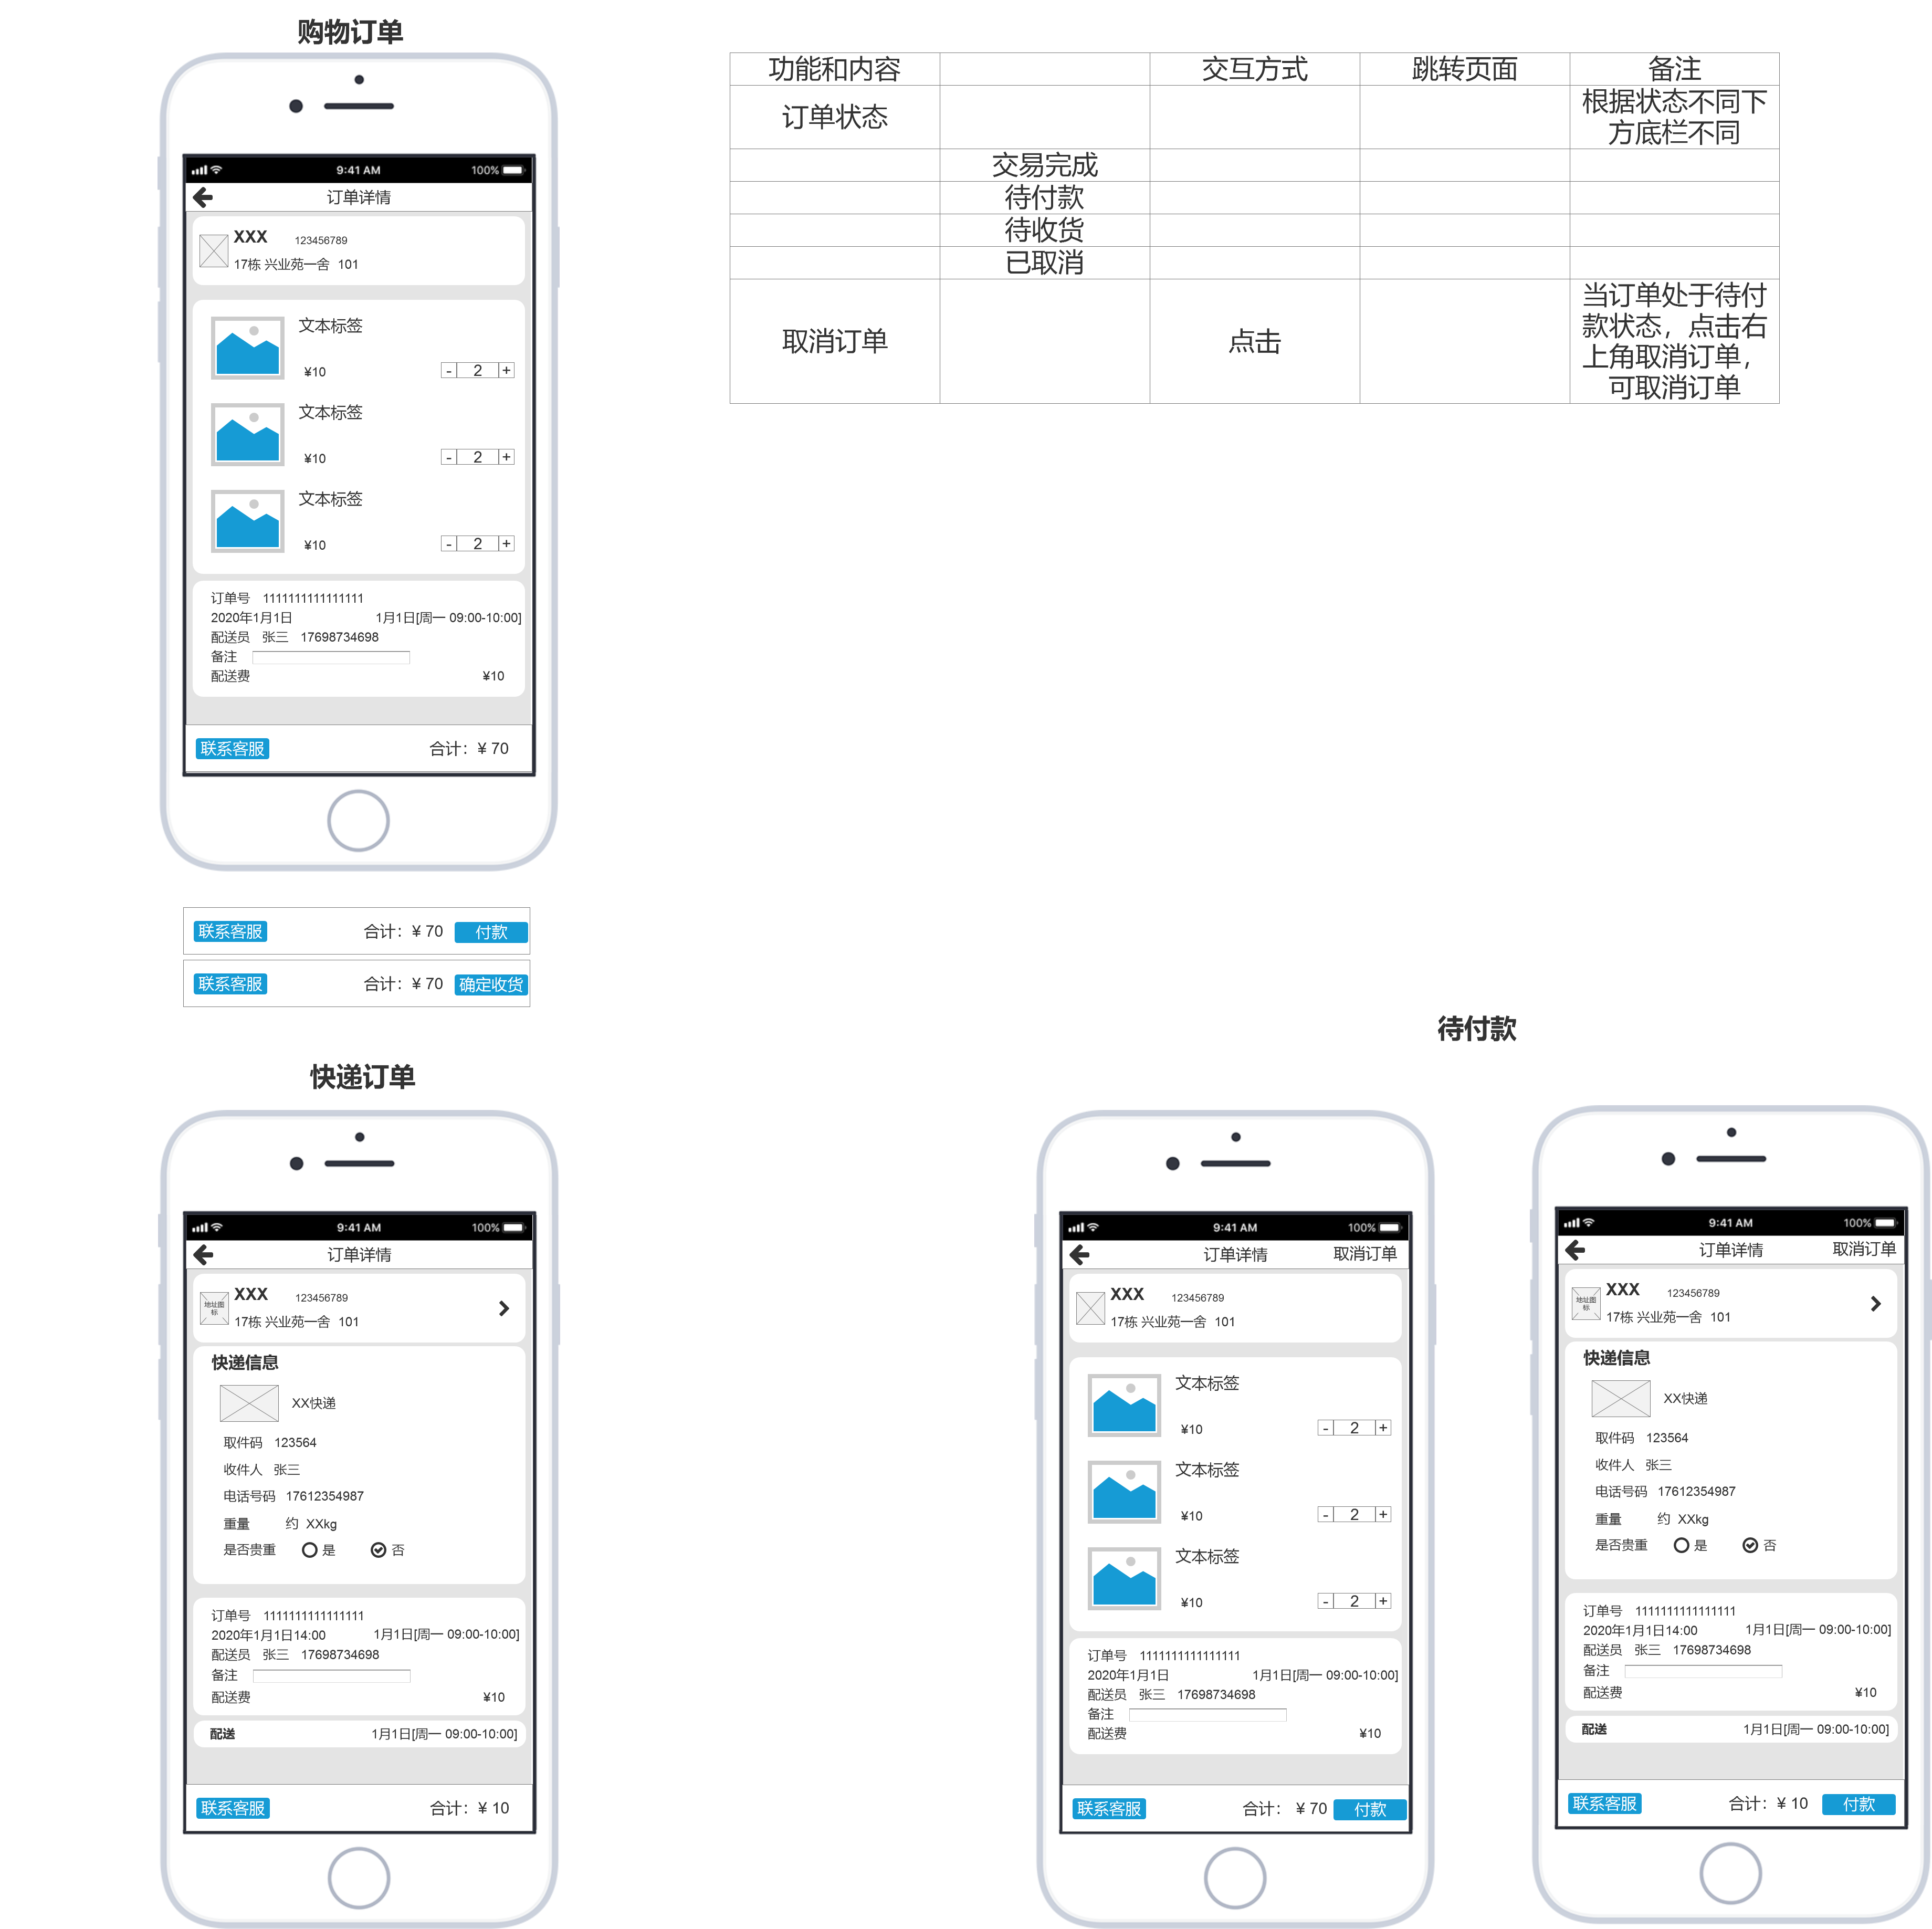 购物订单
9:41 AM 100%
订单详情
XXX 123456789
17栋 兴业苑一舍 101
文本标签
¥10 - 2 +
文本标签
¥10 - 2 +
文本标签
¥10 - 2 +
订单号 1111111111111111
2020年1月1日 1月1日[周一 09:00-10:00]
配送员 张三 17698734698
备注
配送费 ¥10
联系客服 合计：¥ 70
联系客服 合计：¥ 70 付款
联系客服 合计：¥ 70 确定收货
功能和内容 交互方式 跳转页面 备注
订单状态 根据状态不同下
方底栏不同
交易完成
待付款
待收货
已取消
取消订单 点击 当订单处于待付
款状态，点击右
上角取消订单，
可取消订单
快递订单
9:41 AM 100%
订单详情
地址图
标
XXX 123456789
17栋 兴业苑一舍 101
快递信息
XX快递
取件码 123564
收件人 张三
电话号码 17612354987
重量 约 XXkg
是否贵重 是 否
订单号 1111111111111111
2020年1月1日14:00 1月1日[周一 09:00-10:00]
配送员 张三 17698734698
备注
配送费 ¥10
配送 1月1日[周一 09:00-10:00]
联系客服 合计：¥ 10
待付款
9:41 AM 100%
订单详情 取消订单
XXX 123456789
17栋 兴业苑一舍 101
文本标签
¥10 - 2 +
文本标签
¥10 - 2 +
文本标签
¥10 - 2 +
订单号 1111111111111111
2020年1月1日 1月1日[周一 09:00-10:00]
配送员 张三 17698734698
备注
配送费 ¥10
联系客服 合计： ¥ 70 付款
9:41 AM 100%
订单详情 取消订单
地址图
标
XXX 123456789
17栋 兴业苑一舍 101
快递信息
XX快递
取件码 123564
收件人 张三
电话号码 17612354987
重量 约 XXkg
是否贵重 是 否
订单号 1111111111111111
2020年1月1日14:00 1月1日[周一 09:00-10:00]
配送员 张三 17698734698
备注
配送费 ¥10
配送 1月1日[周一 09:00-10:00]
联系客服 合计：¥ 10 付款